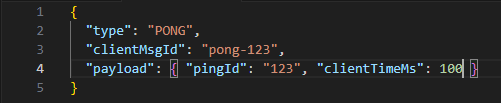 1 {
2 "type": "PONG",
3 "clientMsgId": "pong-123",
4 "payload": { "pingId": "123", "clientTimeMs": 100 }
5 }